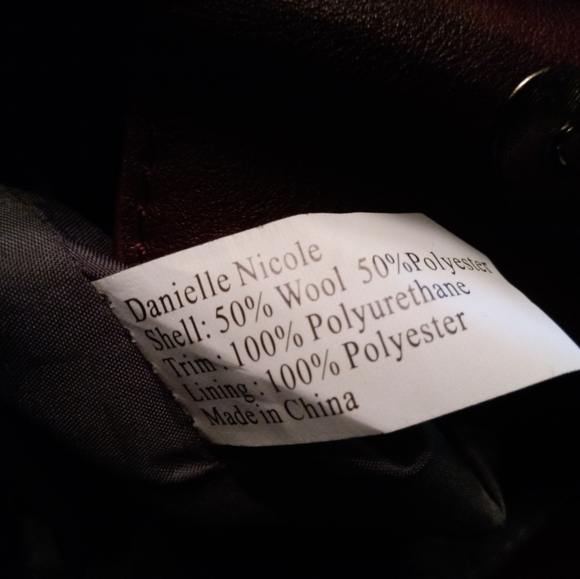 Danielle Nicole
Shell: 50% Wool 50%Polyester
Trim: 100% Polyurethane
Lining: 100% Polyester
Made in China